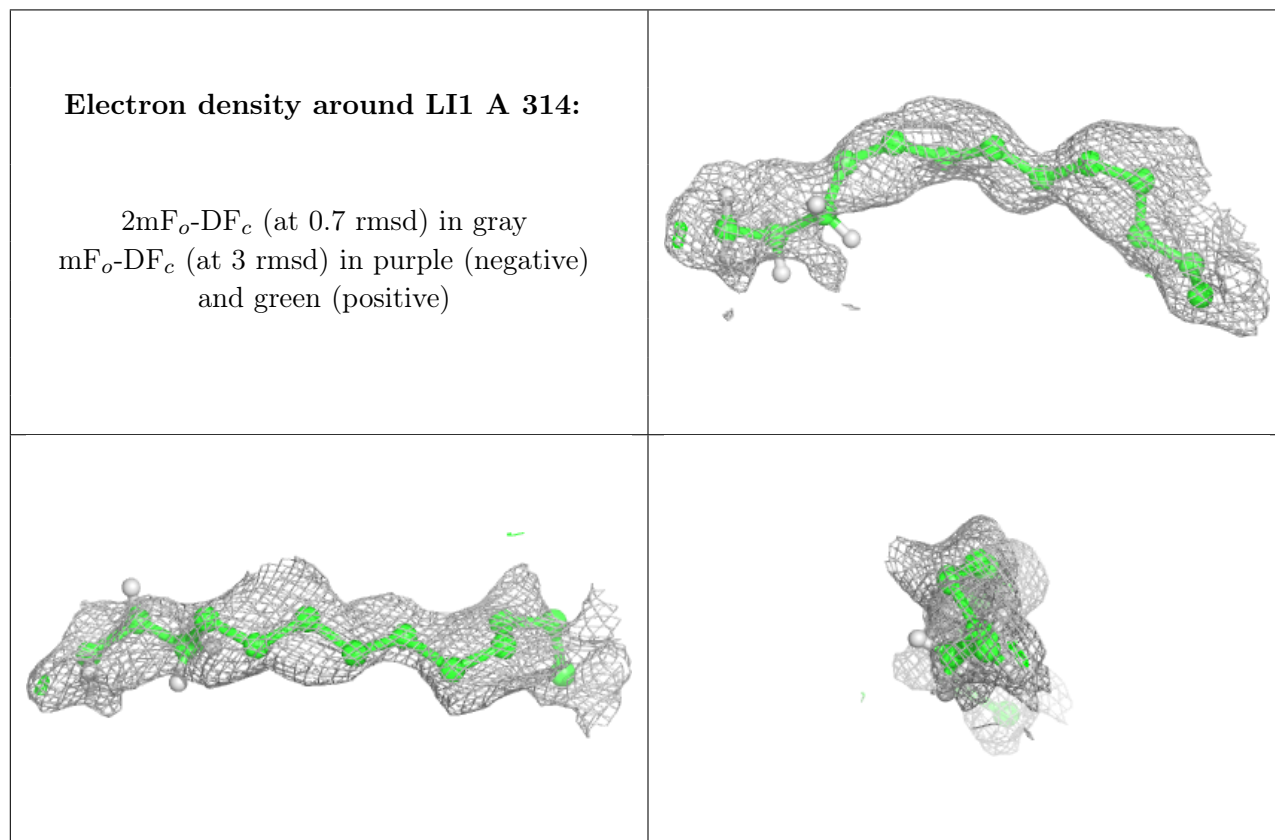 Electron density around LI1 A 314:
2mFo-DFc (at 0.7 rmsd) in gray
mFo-DFc (at 3 rmsd) in purple (negative)
and green (positive)